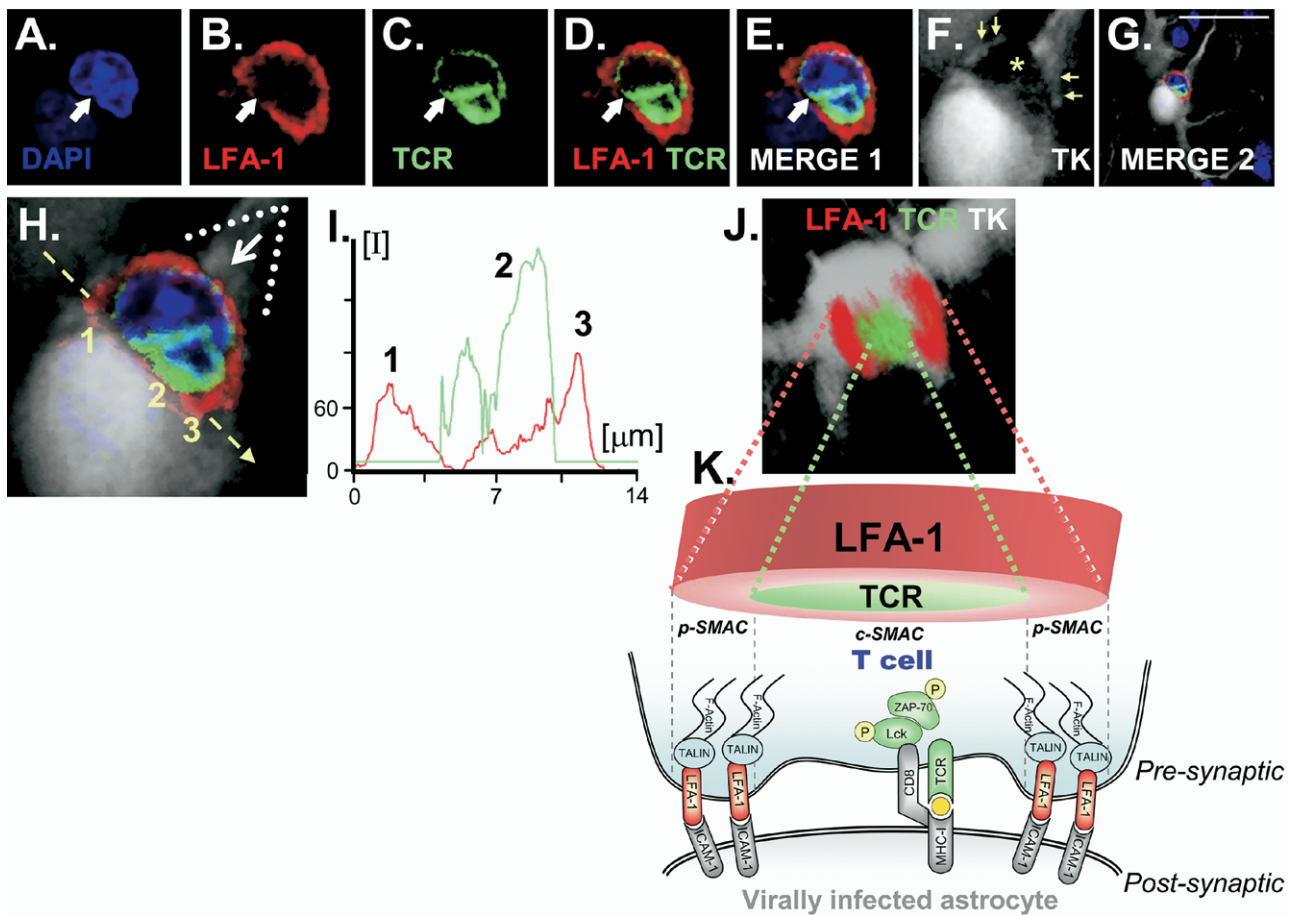 A.
DAPI
B.
LFA-1
C.
TCR
D.
LFA-1 TCR
E.
MERGE 1
F.
*
TK
G.
MERGE 2
H.
1
2
3
I.
[I]
1
2
3
60
0
[µm]
0
7
14
J.
LFA-1 TCR TK
K.
LFA-1
TCR
p-SMAC
c-SMAC
p-SMAC
T cell
F-Actin
F-Actin
F-Actin
F-Actin
P
ZAP-70
P
Lck
TALIN
TALIN
TALIN
TALIN
LFA-1
LFA-1
CD8
TCR
LFA-1
LFA-1
Pre-synaptic
ICAM-1
ICAM-1
MHC-I
ICAM-1
ICAM-1
Post-synaptic
Virally infected astrocyte